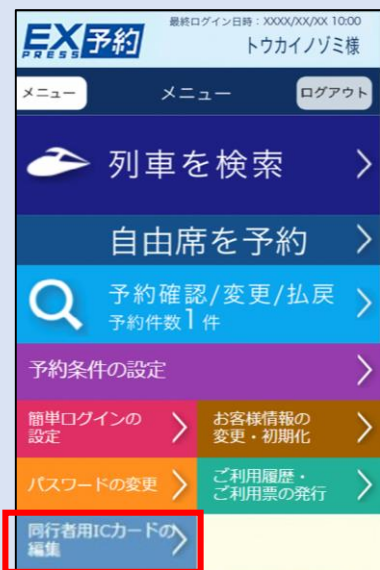 最終ログイン日時：XXXX/XX/XX 10:00
EX予約
PRESS
トウカイノゾミ様
メニュー
メニュー
ログアウト
列車を検索
自由席を予約
予約確認/変更/払戻
予約件数1件
予約条件の設定
簡単ログインの
設定
お客様情報の
変更・初期化
パスワードの変更
ご利用履歴・
ご利用票の発行
同行者用ICカードの
編集